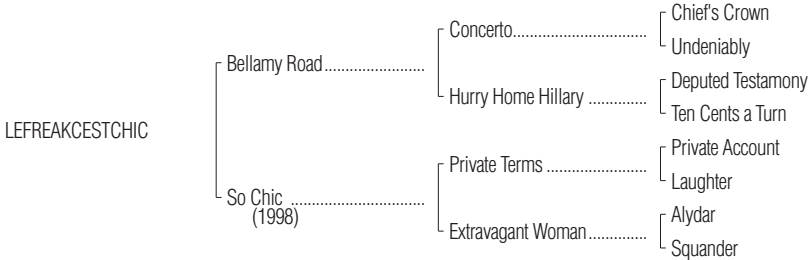 Chief's Crown
Concerto................................
Undeniably
Bellamy Road........................
Deputed Testamony
Hurry Home Hillary ..............
Ten Cents a Turn
LEFREAKCESTCHIC
Private Account
Private Terms ........................
Laughter
So Chic ................................
(1998)
Alydar
Extravagant Woman..............
Squander